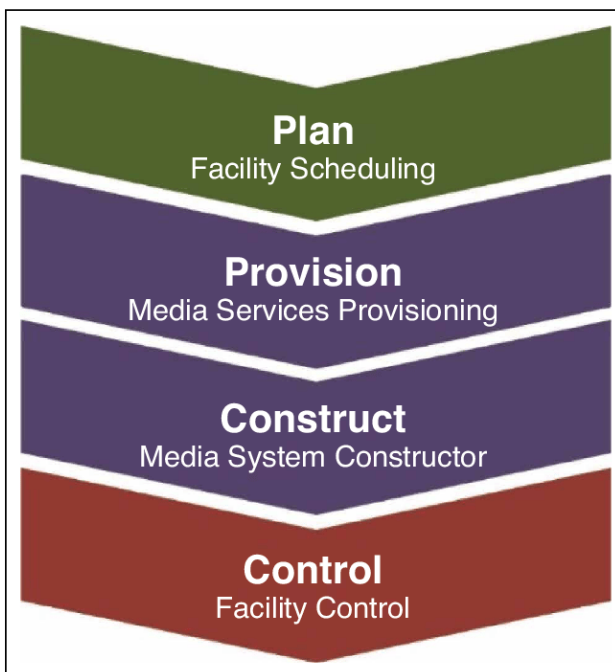 Plan
Facility Scheduling
Provision
Media Services Provisioning
Construct
Media System Constructor
Control
Facility Control